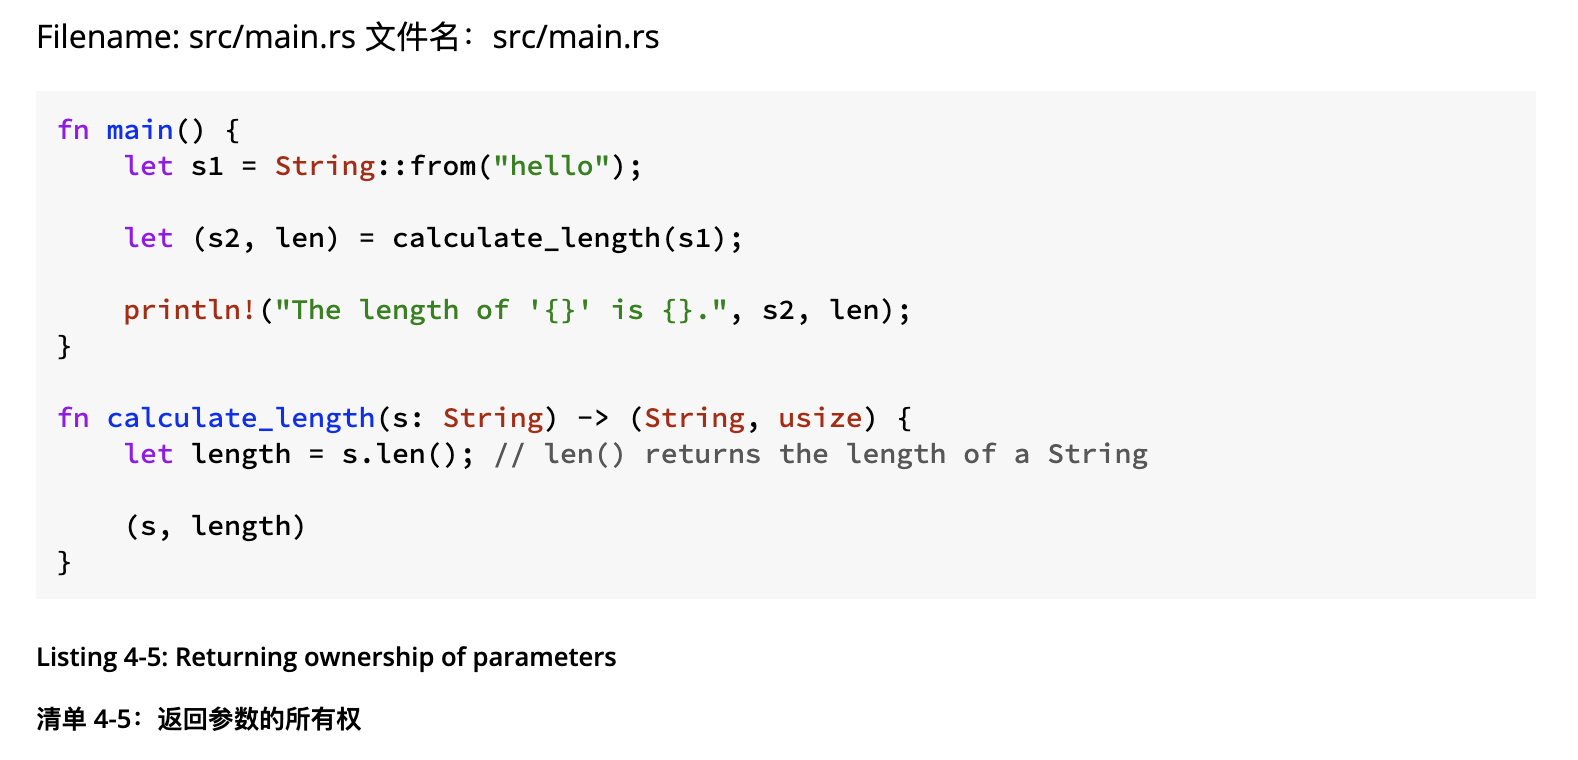 Filename: src/main.rs 文件名：src/main.rs
fn main() {
    let s1 = String::from("hello");
    let (s2, len) = calculate_length(s1);
    println!("The length of '{}' is {}.", s2, len);
}
fn calculate_length(s: String) -> (String, usize) {
    let length = s.len(); // len() returns the length of a String
    (s, length)
}
Listing 4-5: Returning ownership of parameters
清单 4-5：返回参数的所有权